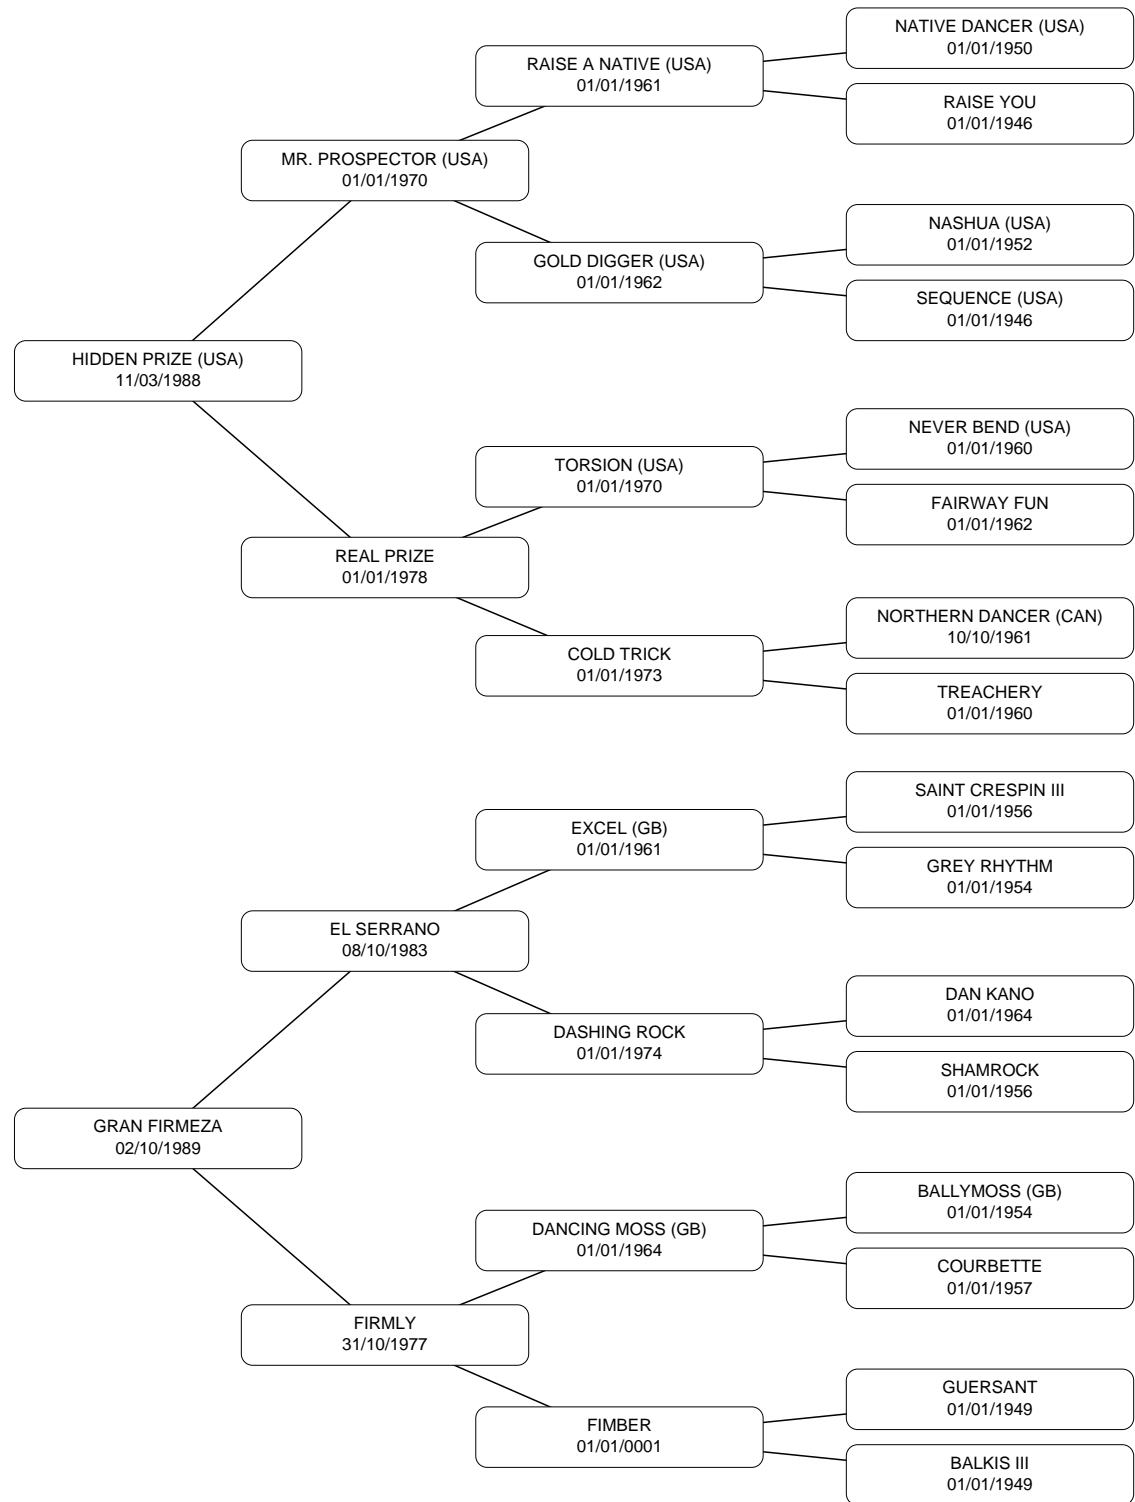 NATIVE DANCER (USA)
01/01/1950
RAISE A NATIVE (USA)
01/01/1961
RAISE YOU
01/01/1946
MR. PROSPECTOR (USA)
01/01/1970
NASHUA (USA)
01/01/1952
GOLD DIGGER (USA)
01/01/1962
SEQUENCE (USA)
01/01/1946
HIDDEN PRIZE (USA)
11/03/1988
NEVER BEND (USA)
01/01/1960
TORSION (USA)
01/01/1970
FAIRWAY FUN
01/01/1962
REAL PRIZE
01/01/1978
NORTHERN DANCER (CAN)
10/10/1961
COLD TRICK
01/01/1973
TREACHERY
01/01/1960
SAINT CRESPIN III
01/01/1956
EXCEL (GB)
01/01/1961
GREY RHYTHM
01/01/1954
EL SERRANO
08/10/1983
DAN KANO
01/01/1964
DASHING ROCK
01/01/1974
SHAMROCK
01/01/1956
GRAN FIRMEZA
02/10/1989
BALLYMOSS (GB)
01/01/1954
DANCING MOSS (GB)
01/01/1964
COURBETTE
01/01/1957
FIRMLY
31/10/1977
GUERSANT
01/01/1949
FIMBER
01/01/0001
BALKIS III
01/01/1949